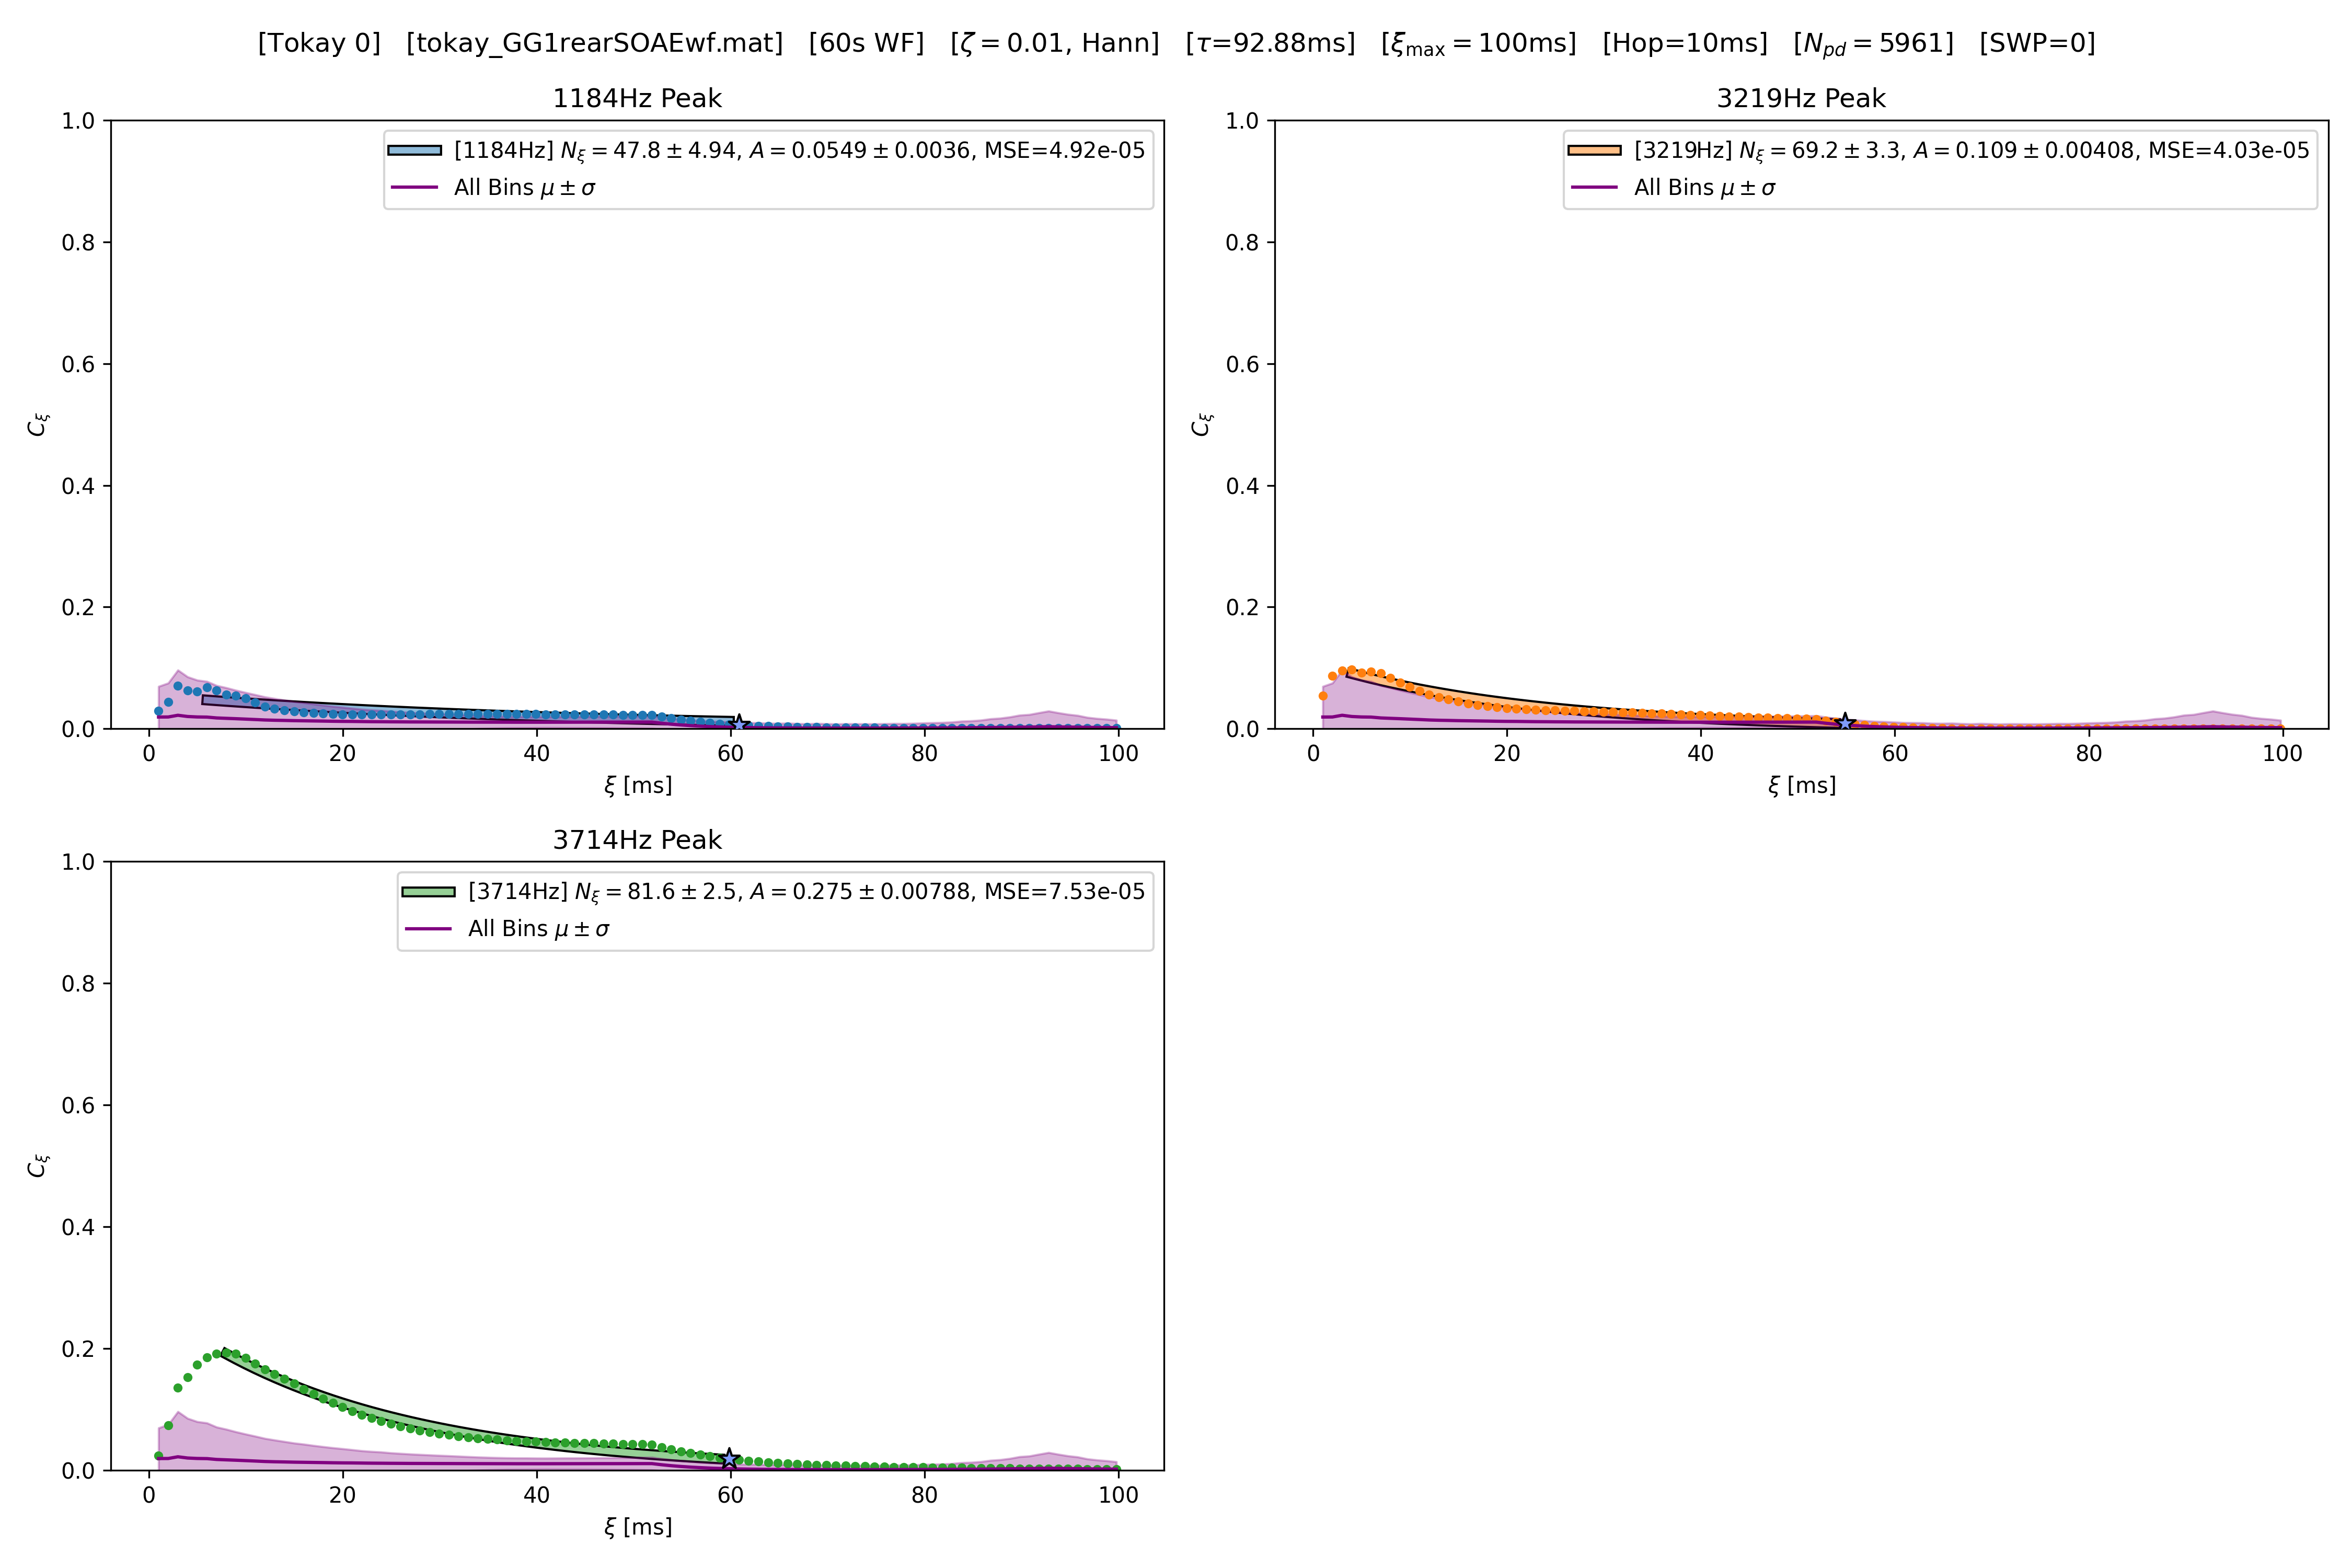 [Tokay 0] [tokay_GG1rearSOAEwf.mat] [60s WF] [ζ = 0.01, Hann] [τ=92.88ms] [ξmax = 100ms] [Hop=10ms] [Npd = 5961] [SWP=0]
1184Hz Peak
[1184Hz] Nξ = 47.8 ± 4.94, A = 0.0549 ± 0.0036, MSE=4.92e-05
All Bins μ ± σ
1.0
0.8
0.6
0.4
0.2
0.0
Cξ
0 20 40 60 80 100
ξ [ms]
3219Hz Peak
[3219Hz] Nξ = 69.2 ± 3.3, A = 0.109 ± 0.00408, MSE=4.03e-05
All Bins μ ± σ
1.0
0.8
0.6
0.4
0.2
0.0
Cξ
0 20 40 60 80 100
ξ [ms]
3714Hz Peak
[3714Hz] Nξ = 81.6 ± 2.5, A = 0.275 ± 0.00788, MSE=7.53e-05
All Bins μ ± σ
1.0
0.8
0.6
0.4
0.2
0.0
Cξ
0 20 40 60 80 100
ξ [ms]